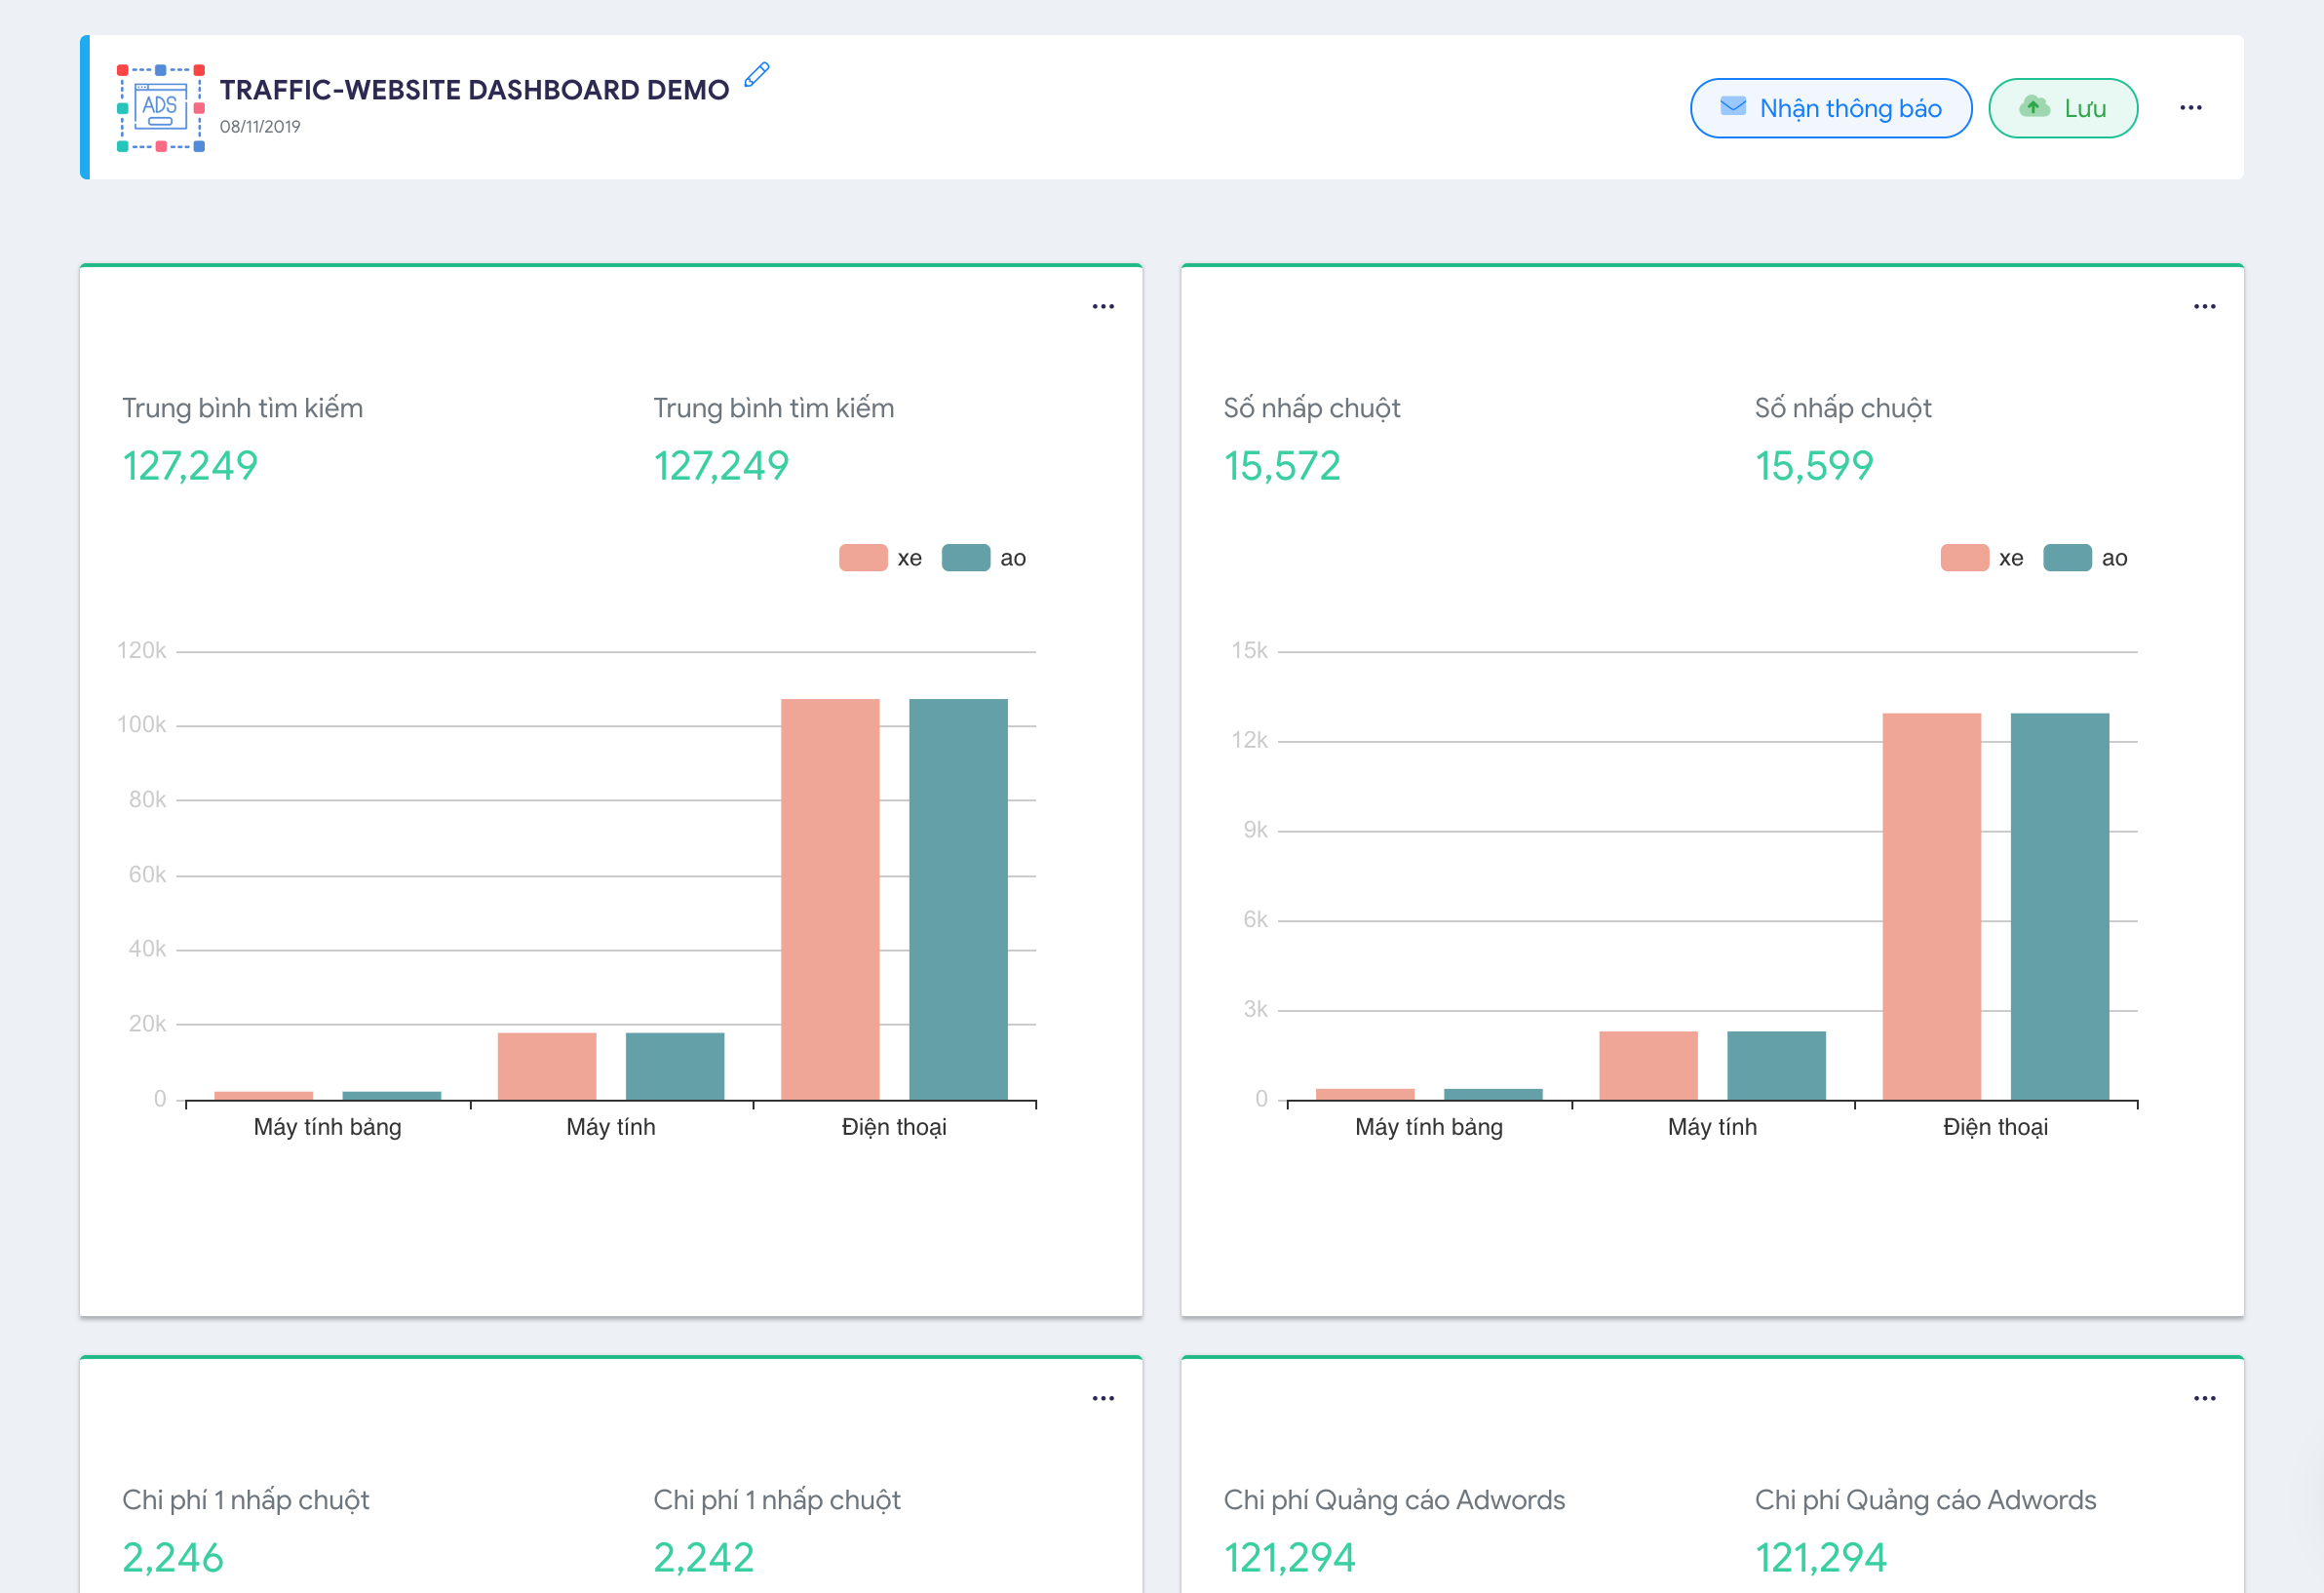 ADS
TRAFFIC-WEBSITE DASHBOARD DEMO
08/11/2019
Nhận thông báo
Lưu
Trung bình tìm kiếm
127,249
Trung bình tìm kiếm
127,249
xe
ao
120k
100k
80k
60k
40k
20k
0
Máy tính bảng
Máy tính
Điện thoại
Số nhấp chuột
15,572
Số nhấp chuột
15,599
xe
ao
15k
12k
9k
6k
3k
0
Máy tính bảng
Máy tính
Điện thoại
Chi phí 1 nhấp chuột
2,246
Chi phí 1 nhấp chuột
2,242
Chi phí Quảng cáo Adwords
121,294
Chi phí Quảng cáo Adwords
121,294